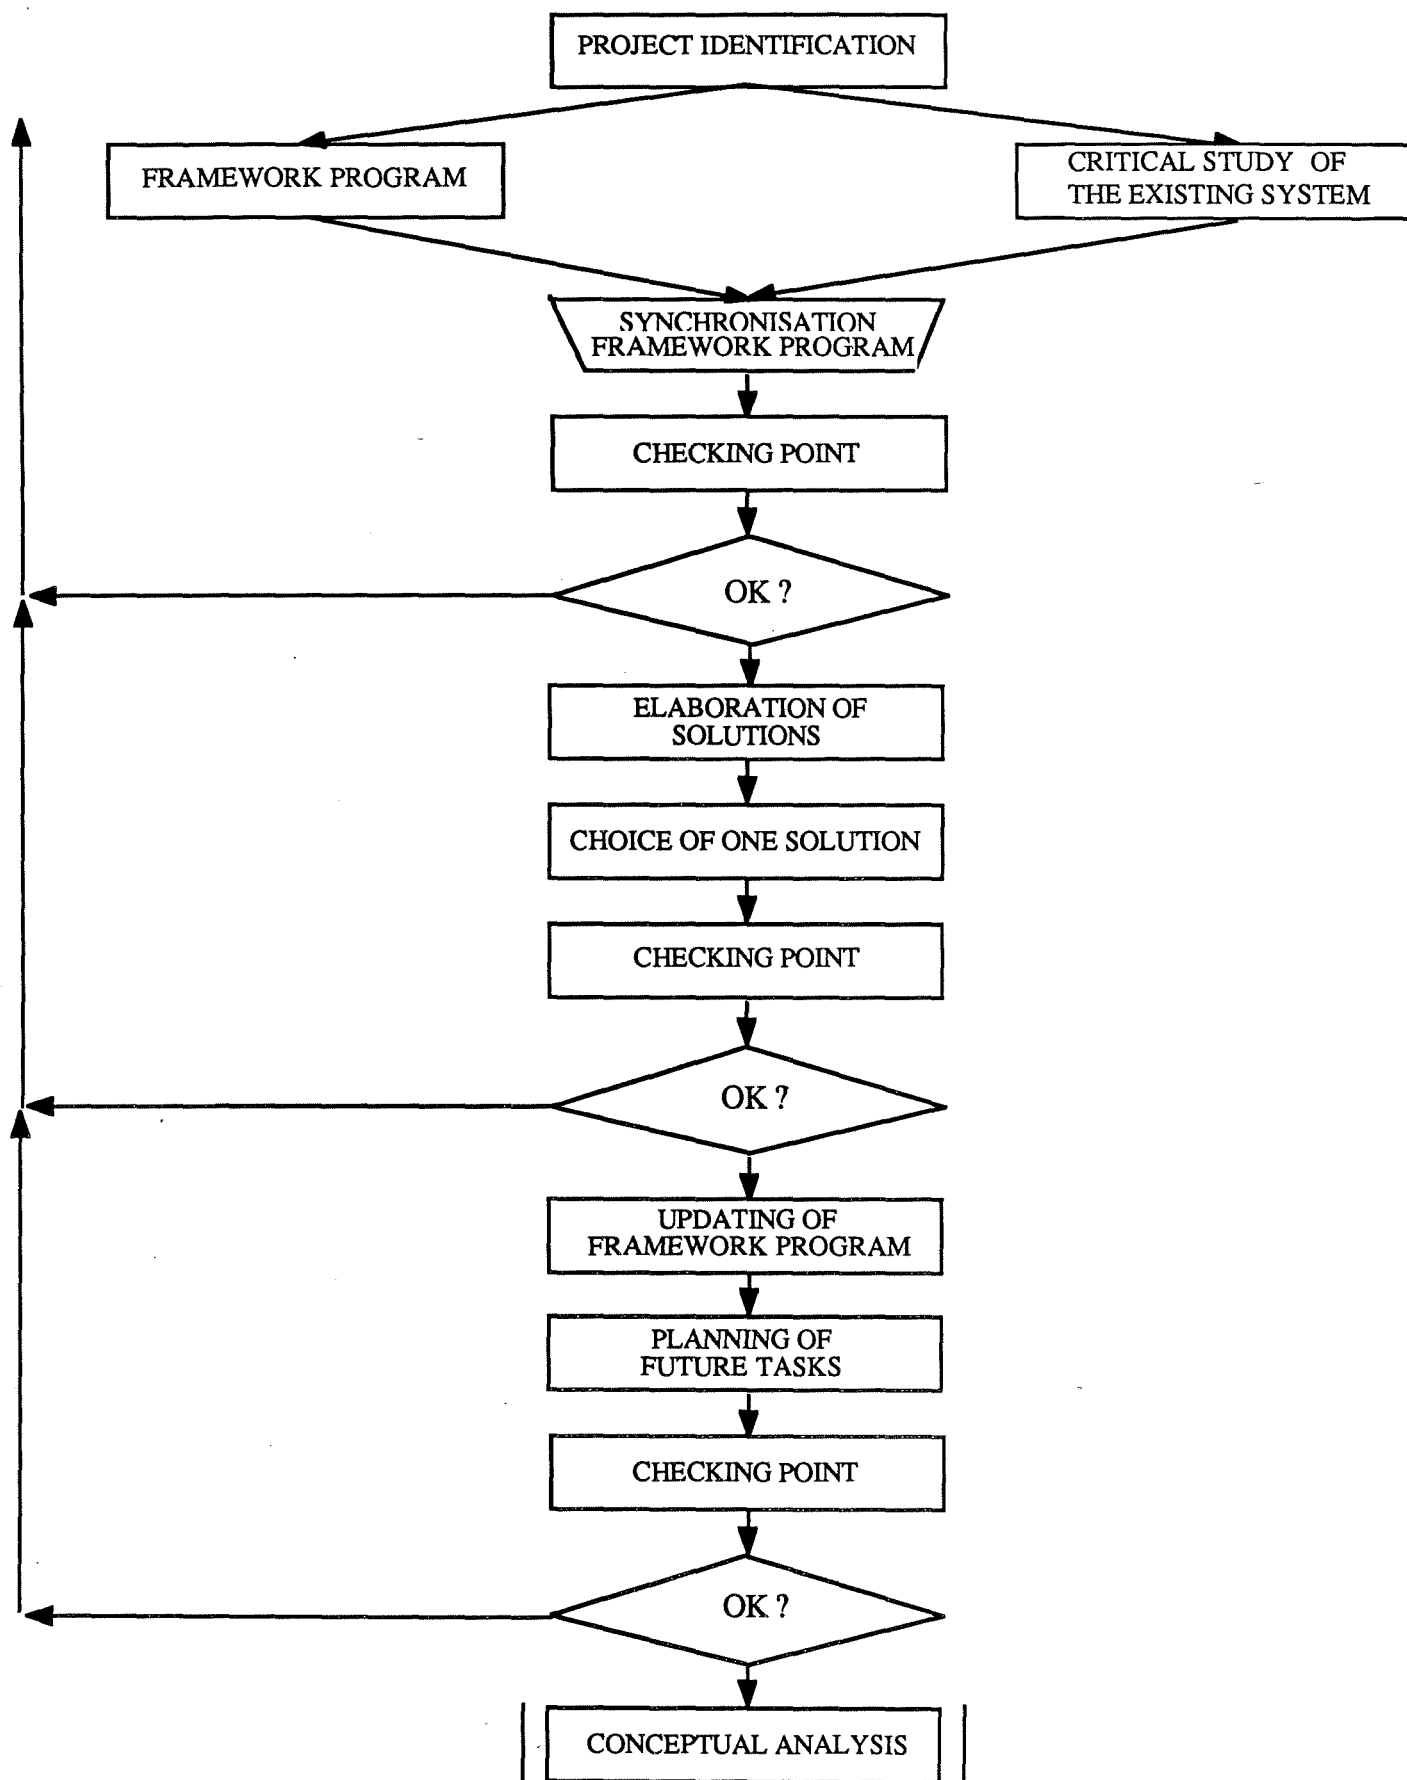 PROJECT IDENTIFICATION
FRAMEWORK PROGRAM
CRITICAL STUDY OF
THE EXISTING SYSTEM
SYNCHRONISATION
FRAMEWORK PROGRAM
CHECKING POINT
OK ?
ELABORATION OF
SOLUTIONS
CHOICE OF ONE SOLUTION
CHECKING POINT
OK ?
UPDATING OF
FRAMEWORK PROGRAM
PLANNING OF
FUTURE TASKS
CHECKING POINT
OK ?
CONCEPTUAL ANALYSIS